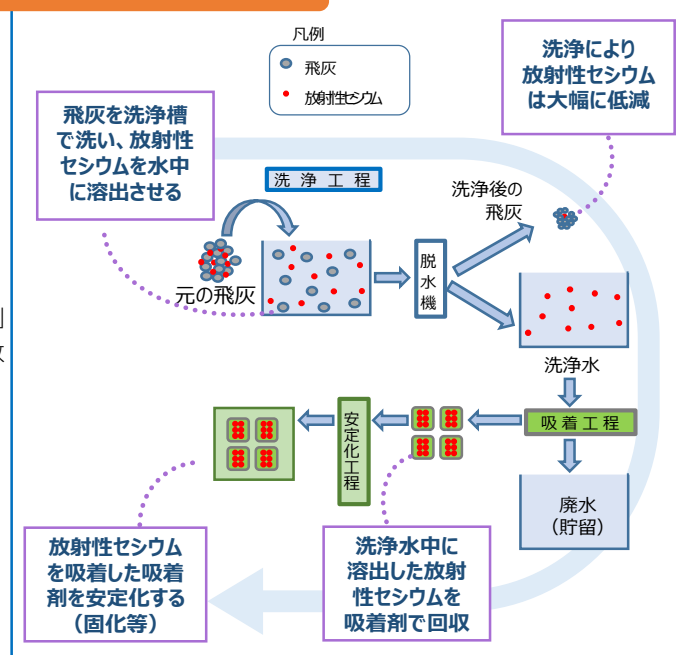 凡例
飛灰
放射性セシウム
洗浄により
放射性セシウム
は大幅に低減
飛灰を洗浄槽
で洗い、放射性
セシウムを水中
に溶出させる
洗浄工程
洗浄後の
飛灰
元の飛灰
脱水機
洗浄水
吸着工程
安定化工程
廃水
（貯留）
放射性セシウム
を吸着した吸着
剤を安定化する
（固化等）
洗浄水中に
溶出した放射
性セシウムを
吸着剤で回収